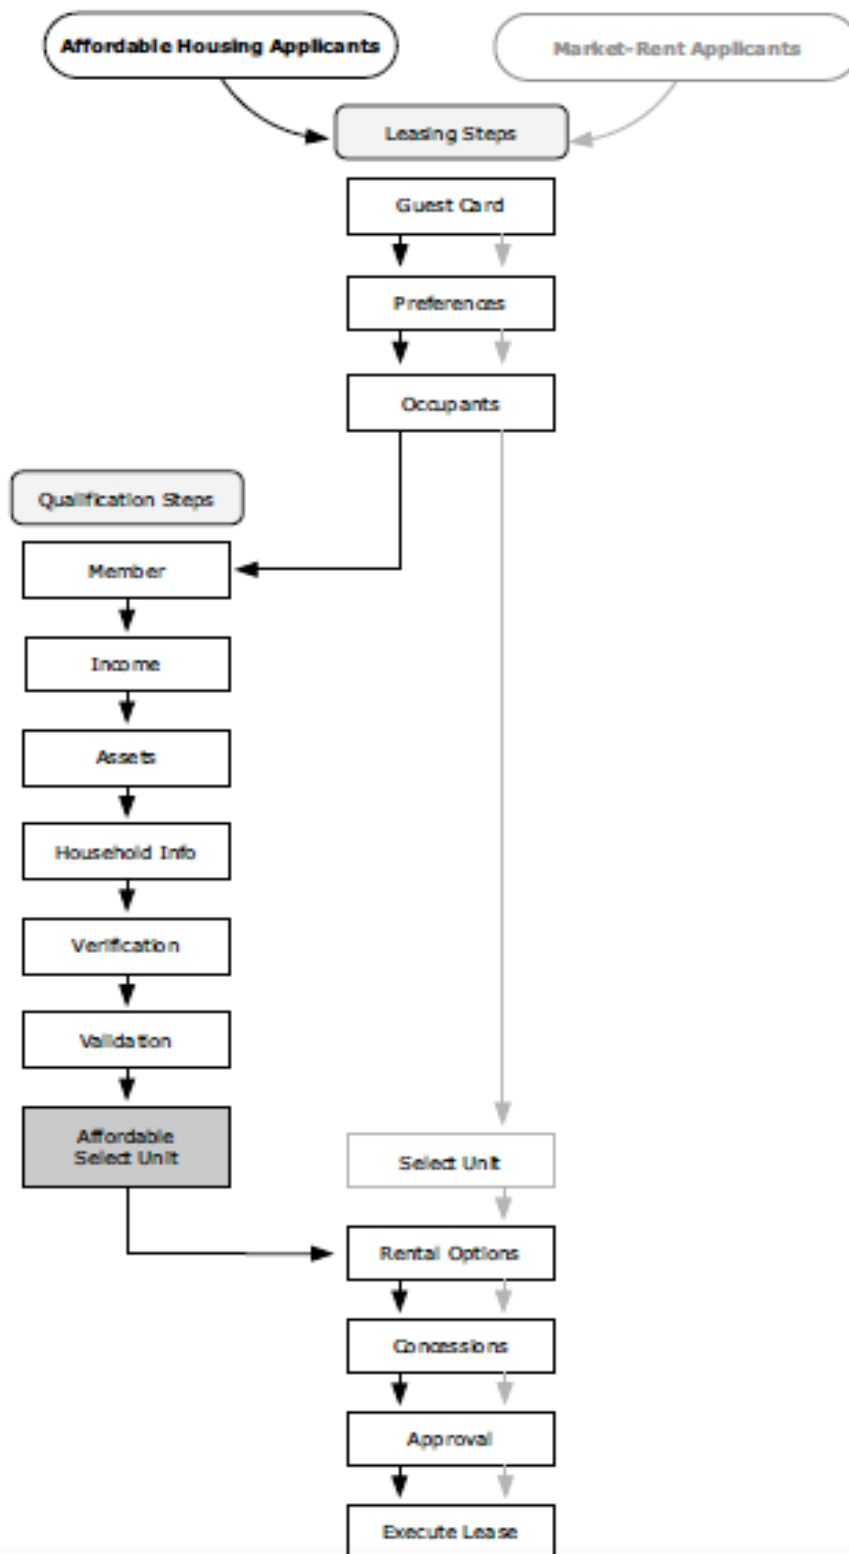 Affordable Housing Applicants
Market-Rent Applicants
Leasing Steps
Guest Card
Preferences
Occupants
Qualification Steps
Member
Income
Assets
Household Info
Verification
Validation
Affordable
Select Unit
Select Unit
Rental Options
Concessions
Approval
Execute Lease